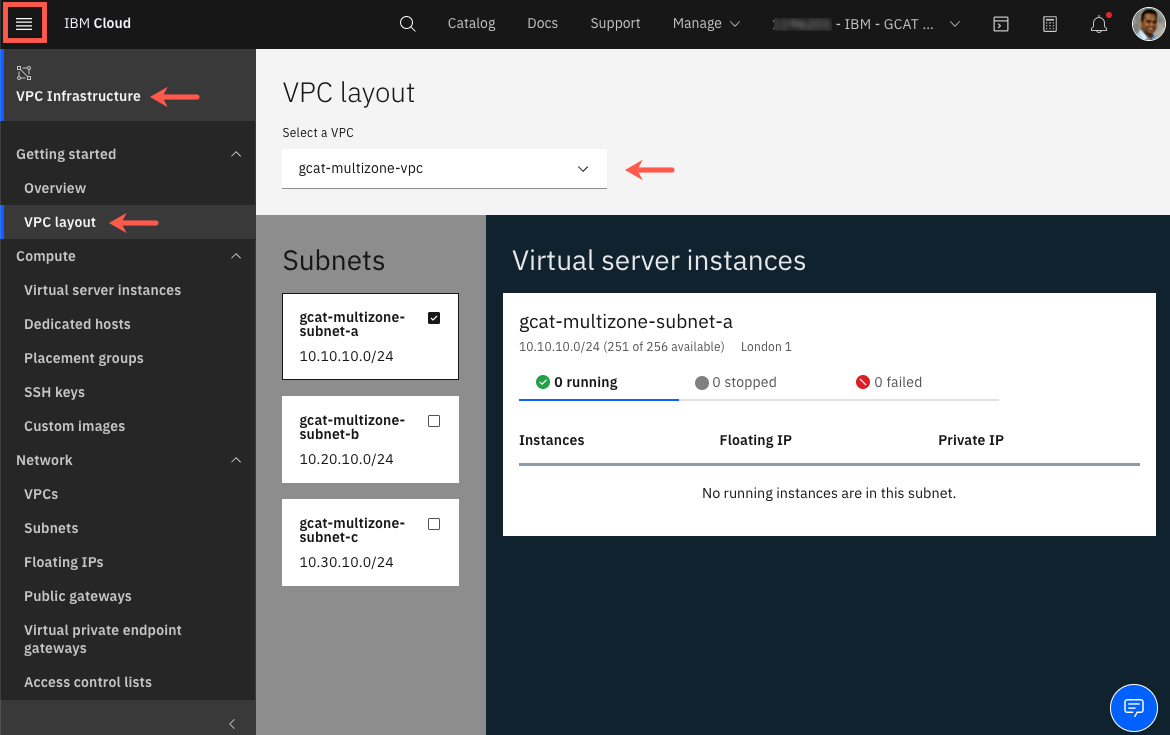 IBM Cloud
Catalog
Docs
Support
Manage
- IBM - GCAT ...
VPC Infrastructure
Getting started
Overview
VPC layout
Compute
Virtual server instances
Dedicated hosts
Placement groups
SSH keys
Custom images
Network
VPCs
Subnets
Floating IPs
Public gateways
Virtual private endpoint
gateways
Access control lists
VPC layout
Select a VPC
gcat-multizone-vpc
Subnets
gcat-multizone-
subnet-a
10.10.10.0/24
gcat-multizone-
subnet-b
10.20.10.0/24
gcat-multizone-
subnet-c
10.30.10.0/24
Virtual server instances
gcat-multizone-subnet-a
10.10.10.0/24 (251 of 256 available) London 1
0 running
0 stopped
0 failed
Instances
Floating IP
Private IP
No running instances are in this subnet.